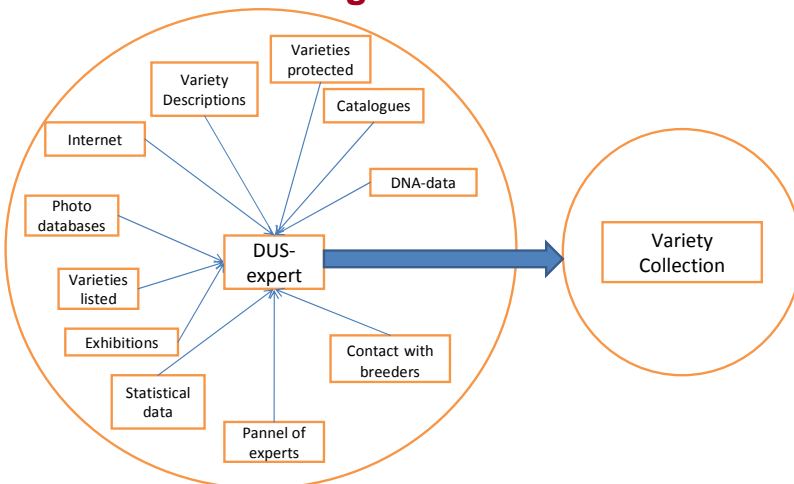 Varieties
protected
Variety
Descriptions
Catalogues
Internet
DNA-data
Photo
databases
DUS-
expert
Variety
Collection
Varieties
listed
Exhibitions
Contact with
breeders
Statistical
data
Pannel of
experts